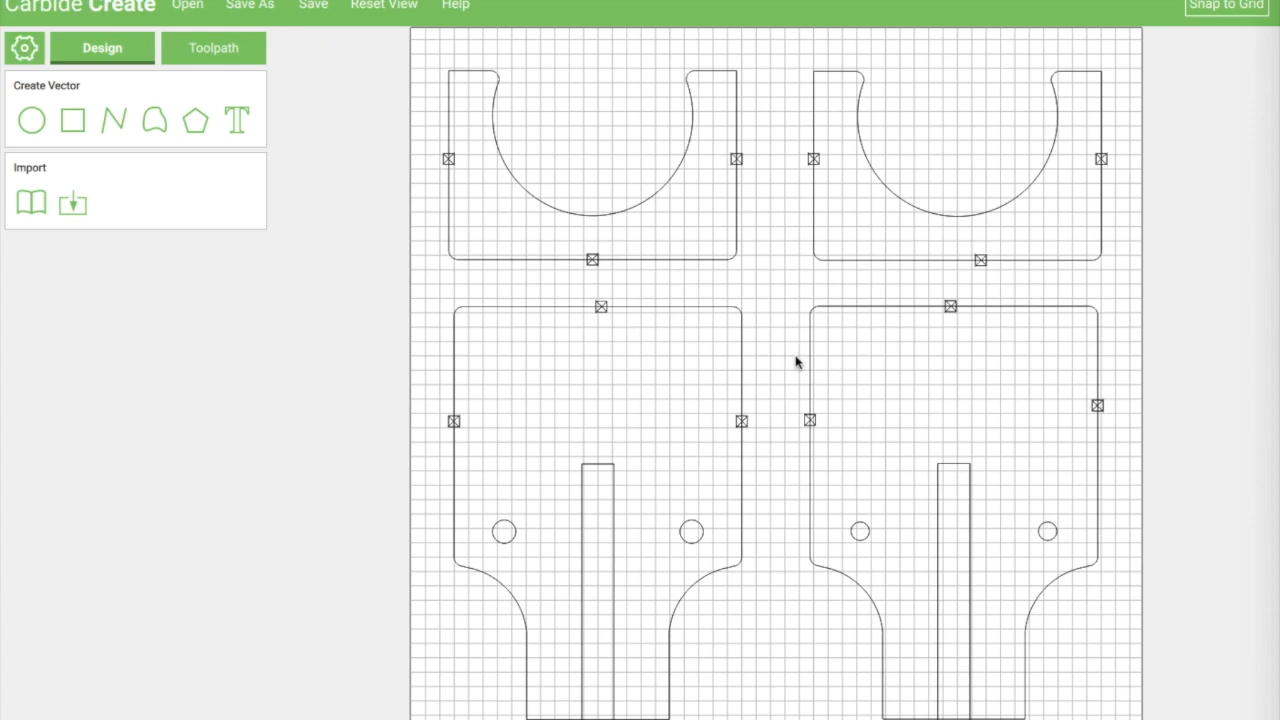 Carbide Create Open Save As Save Reset View Help Snap to Grid
Design Toolpath
Create Vector
T
Import